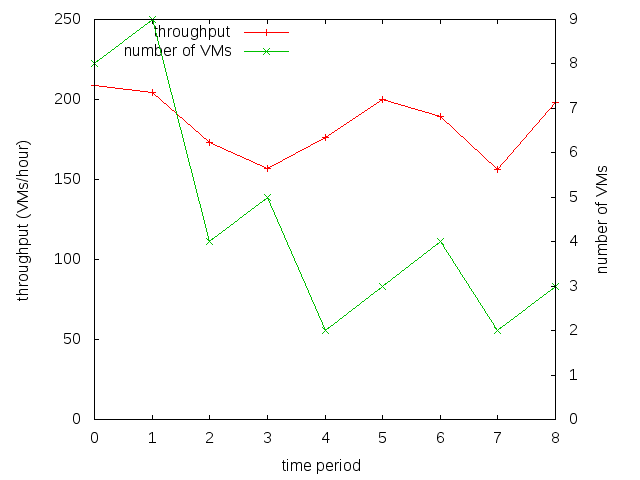 throughput
number of VMs
250
200
150
100
50
0
throughput (VMs/hour)
9
8
7
6
5
4
3
2
1
0
number of VMs
0 1 2 3 4 5 6 7 8
time period